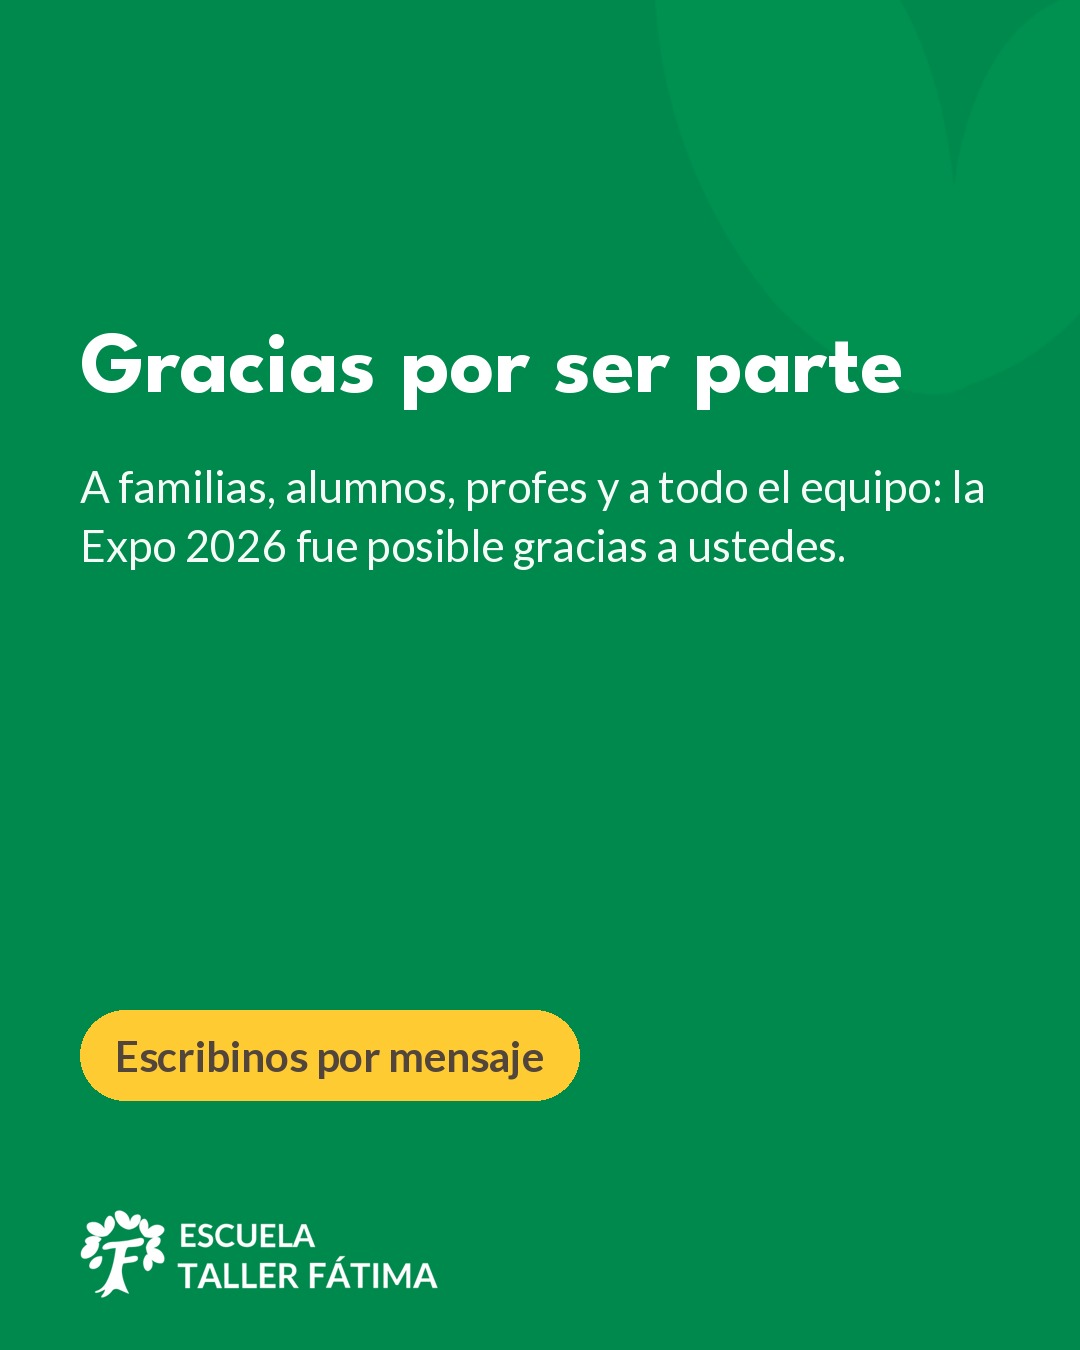 Gracias por ser parte
A familias, alumnos, profes y a todo el equipo: la
Expo 2026 fue posible gracias a ustedes.
Escribinos por mensaje
ESCUELA
TALLER FÁTIMA